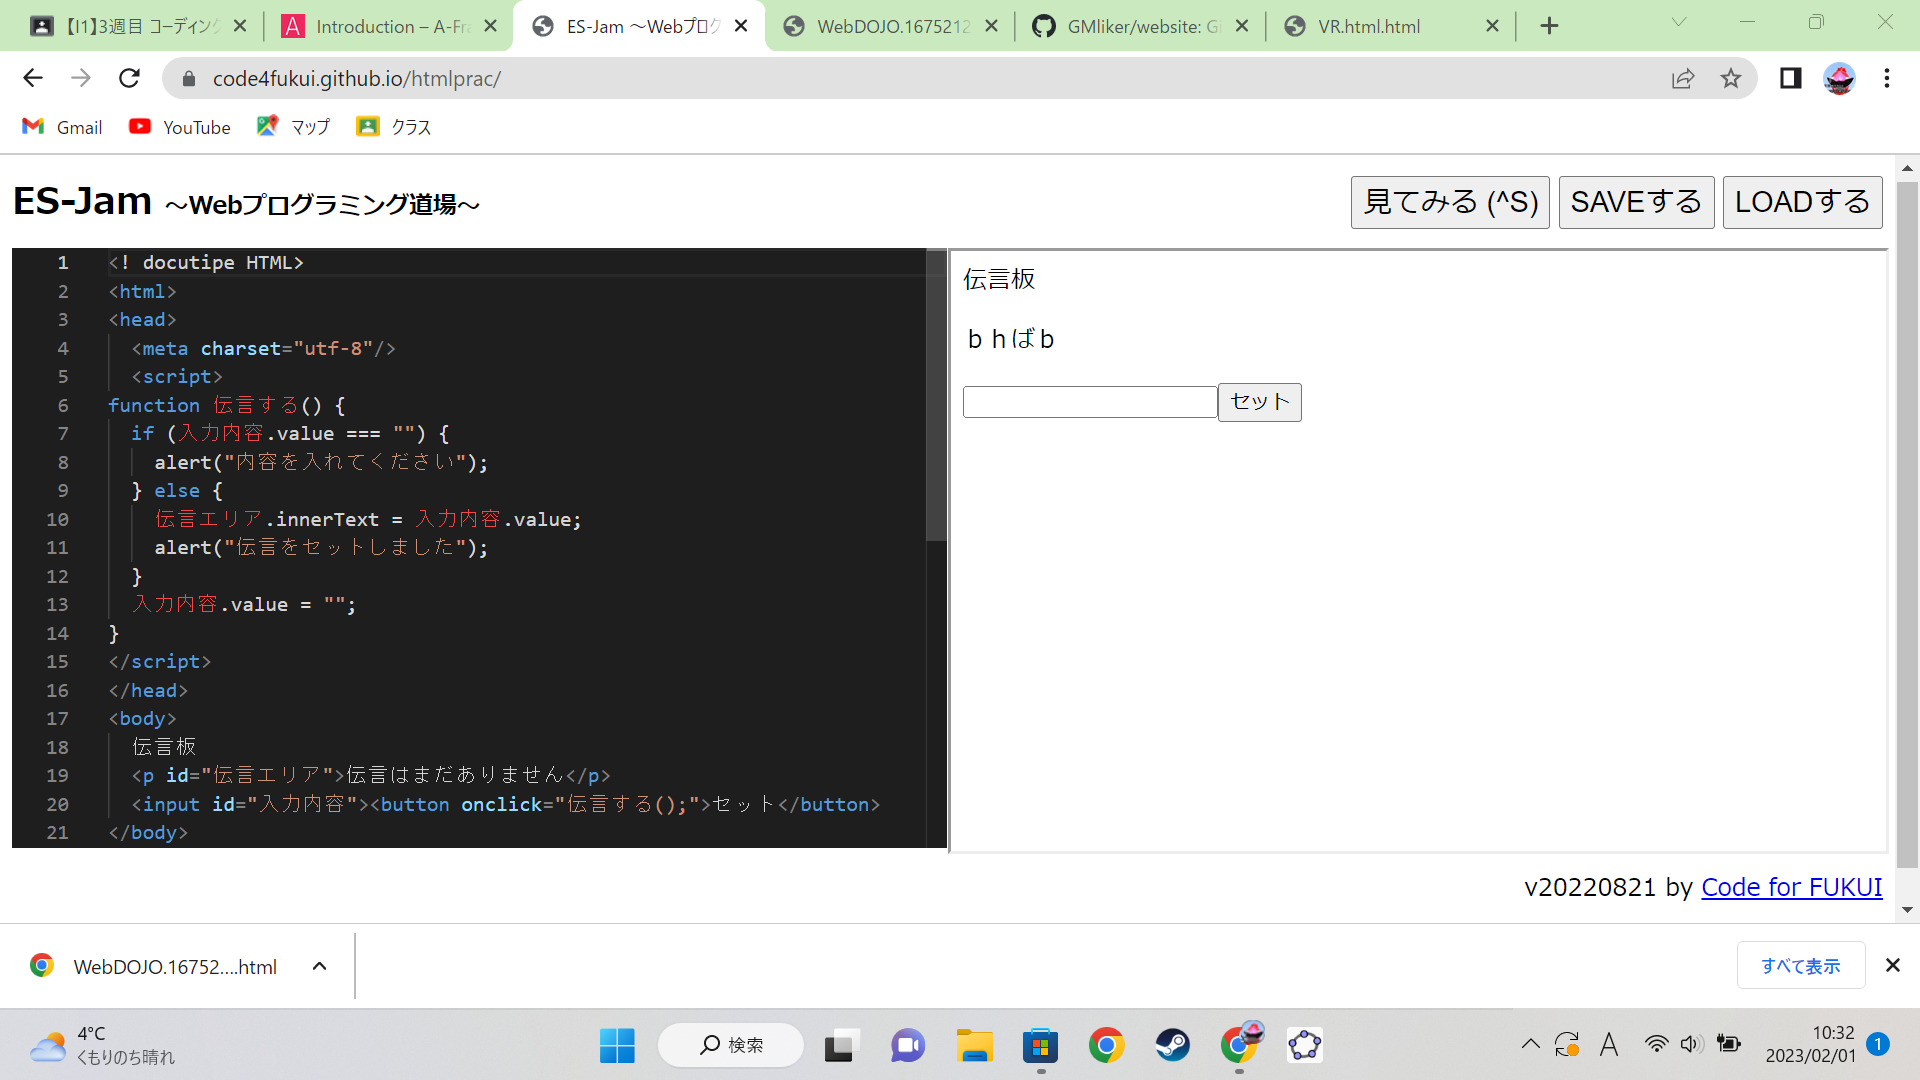 【I1】3週目 コーディング
Introduction – A-Fra
ES-Jam ～Webプログ
WebDOJO.1675212
GMliker/website: Gi
VR.html.html
code4fukui.github.io/htmlprac/
Gmail
YouTube
マップ
クラス
ES-Jam ～Webプログラミング道場～
見てみる (^S)
SAVEする
LOADする
1 <! docutipe HTML>
2 <html>
3 <head>
4 <meta charset="utf-8"/>
5 <script>
6 function 伝言する() {
7 if (入力内容.value === "") {
8 alert("内容を入れてください");
9 } else {
10 伝言エリア.innerText = 入力内容.value;
11 alert("伝言をセットしました");
12 }
13 入力内容.value = "";
14 }
15 </script>
16 </head>
17 <body>
18 伝言板
19 <p id="伝言エリア">伝言はまだありません</p>
20 <input id="入力内容"><button onclick="伝言する();">セット</button>
21 </body>
伝言板
ｂｈばｂ
セット
v20220821 by Code for FUKUI
WebDOJO.16752....html
すべて表示
4°C
くもりのち晴れ
検索
A
10:32
2023/02/01
1